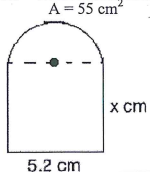 A = 55 cm²
x cm
5.2 cm